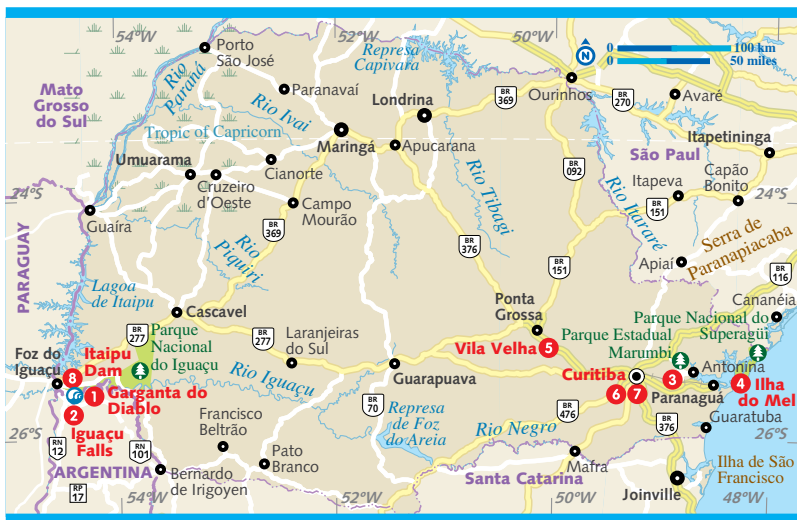 54°W
52°W
50°W
0
100 km
0
50 miles
N
Porto
São José
Represa
Capivara
Mato
Grosso
do Sul
Rio
Paraná
Paranavaí
Londrina
BR
369
Ourinhos
BR
270
Avaré
Rio Ivai
Tropic of Capricorn
Maringá
Apucarana
Itapetininga
Umuarama
Cianorte
BR
092
São Paul
Capão
Bonito
Cruzeiro
d'Oeste
Rio Tibagi
Itapeva
24°S
24°S
Campo
Mourão
Rio Itararé
BR
151
Guaíra
BR
369
BR
376
Serra de
Paranapiacaba
PARAGUAY
Rio
Piquiri
BR
151
Apiaí
BR
116
Lagoa
de Itaipu
Cananéia
Cascavel
Ponta
Grossa
Parque Nacional do
Superagüi
BR
277
Parque
Nacional
do Iguaçu
BR
277
Laranjeiras
do Sul
Vila Velha
5
Parque Estadual
Marumbi
Foz do
Iguaçu
Itaipu
Dam
8
Rio Iguaçu
Guarapuava
Curitiba
3
Antonina
4
Ilha
do Mel
1
Garganta do
Diablo
6
7
Paranaguá
2
Iguaçu
Falls
BR
70
Represa
de Foz
do Areia
BR
476
BR
376
Guaratuba
Francisco
Beltrão
Rio Negro
26°S
26°S
RN
12
RN
101
Pato
Branco
Mafra
Ilha de São
Francisco
ARGENTINA
Bernardo
de Irigoyen
Santa Catarina
RP
17
Joinville
54°W
52°W
50°W
48°W